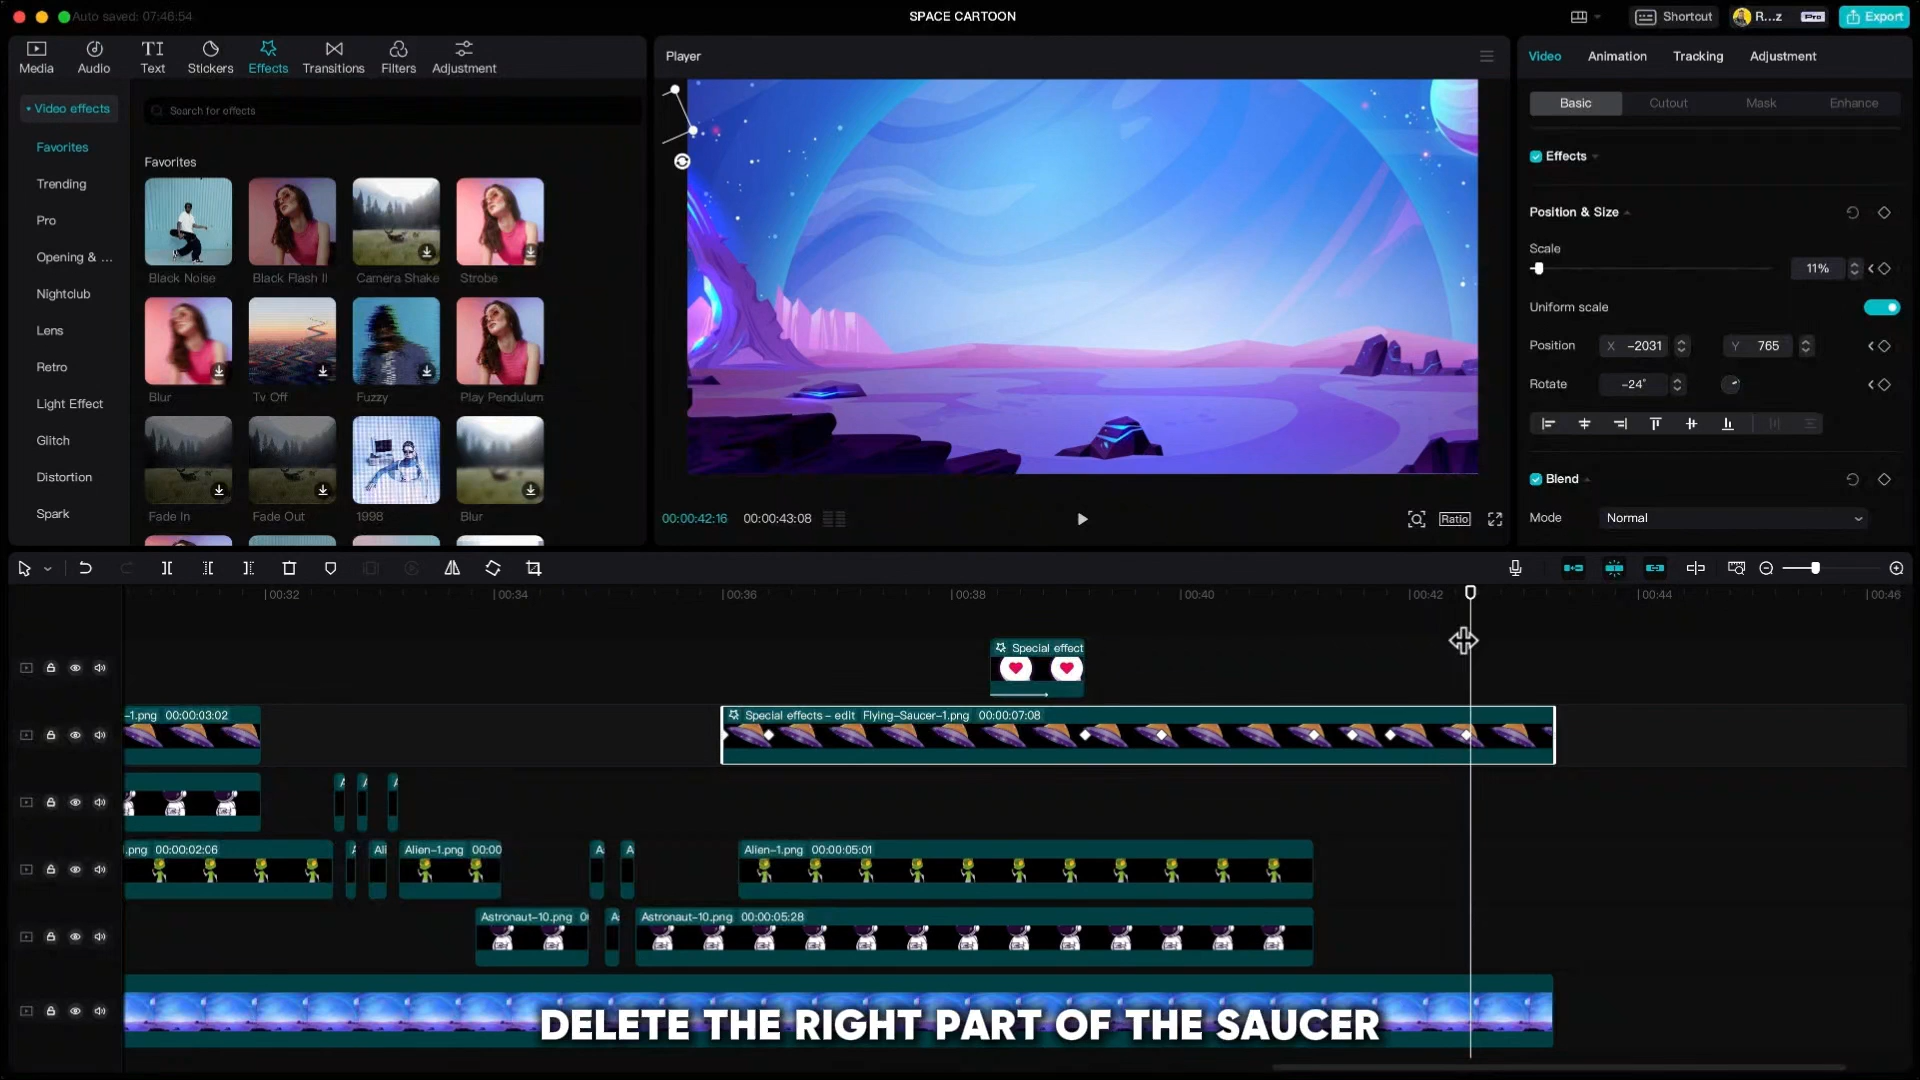 Auto saved: 07:46:54
SPACE CARTOON
Shortcut
R...z
Pro
Export
Media
Audio
TI
Text
Stickers
Effects
Transitions
Filters
Adjustment
Player
Video
Animation
Tracking
Adjustment
Video effects
Search for effects
Basic
Cutout
Mask
Enhance
Favorites
Trending
Pro
Opening & ...
Nightclub
Lens
Retro
Light Effect
Glitch
Distortion
Spark
Favorites
Black Noise
Black Flash II
Camera Shake
Strobe
Blur
Tv Off
Fuzzy
Play Pendulum
Fade In
Fade Out
1998
Blur
Effects
Position & Size
Scale
11%
Uniform scale
Position
X -2031
Y 765
Rotate
-24°
Blend
Mode
Normal
00:00:42:16
00:00:43:08
Ratio
00:32
00:34
00:36
00:38
00:40
00:42
00:44
00:46
Special effect
-1.png 00:00:03:02
Special effects - edit Flying-Saucer-1.png 00:00:07:08
.png 00:00:02:06
Ali
Alien-1.png 00:00
A
A
Alien-1.png 00:00:05:01
Astronaut-10.png
Astronaut-10.png 00:00:05:28
DELETE THE RIGHT PART OF THE SAUCER